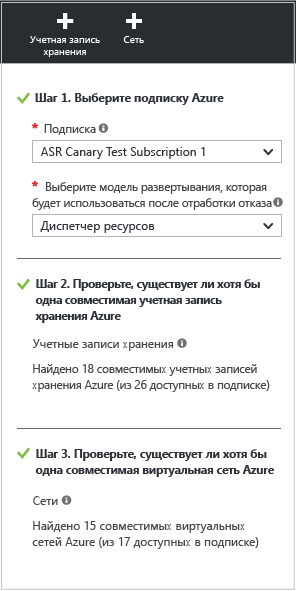 Учетная запись
хранения
Сеть
Шаг 1. Выберите подписку Azure
* Подписка
ASR Canary Test Subscription 1
* Выберите модель развертывания, которая
будет использоваться после отработки отказа
Диспетчер ресурсов
Шаг 2. Проверьте, существует ли хотя бы
одна совместимая учетная запись
хранения Azure
Учетные записи хранения
Найдено 18 совместимых учетных записей
хранения Azure (из 26 доступных в подписке)
Шаг 3. Проверьте, существует ли хотя бы
одна совместимая виртуальная сеть Azure
Сети
Найдено 15 совместимых виртуальных
сетей Azure (из 17 доступных в подписке)